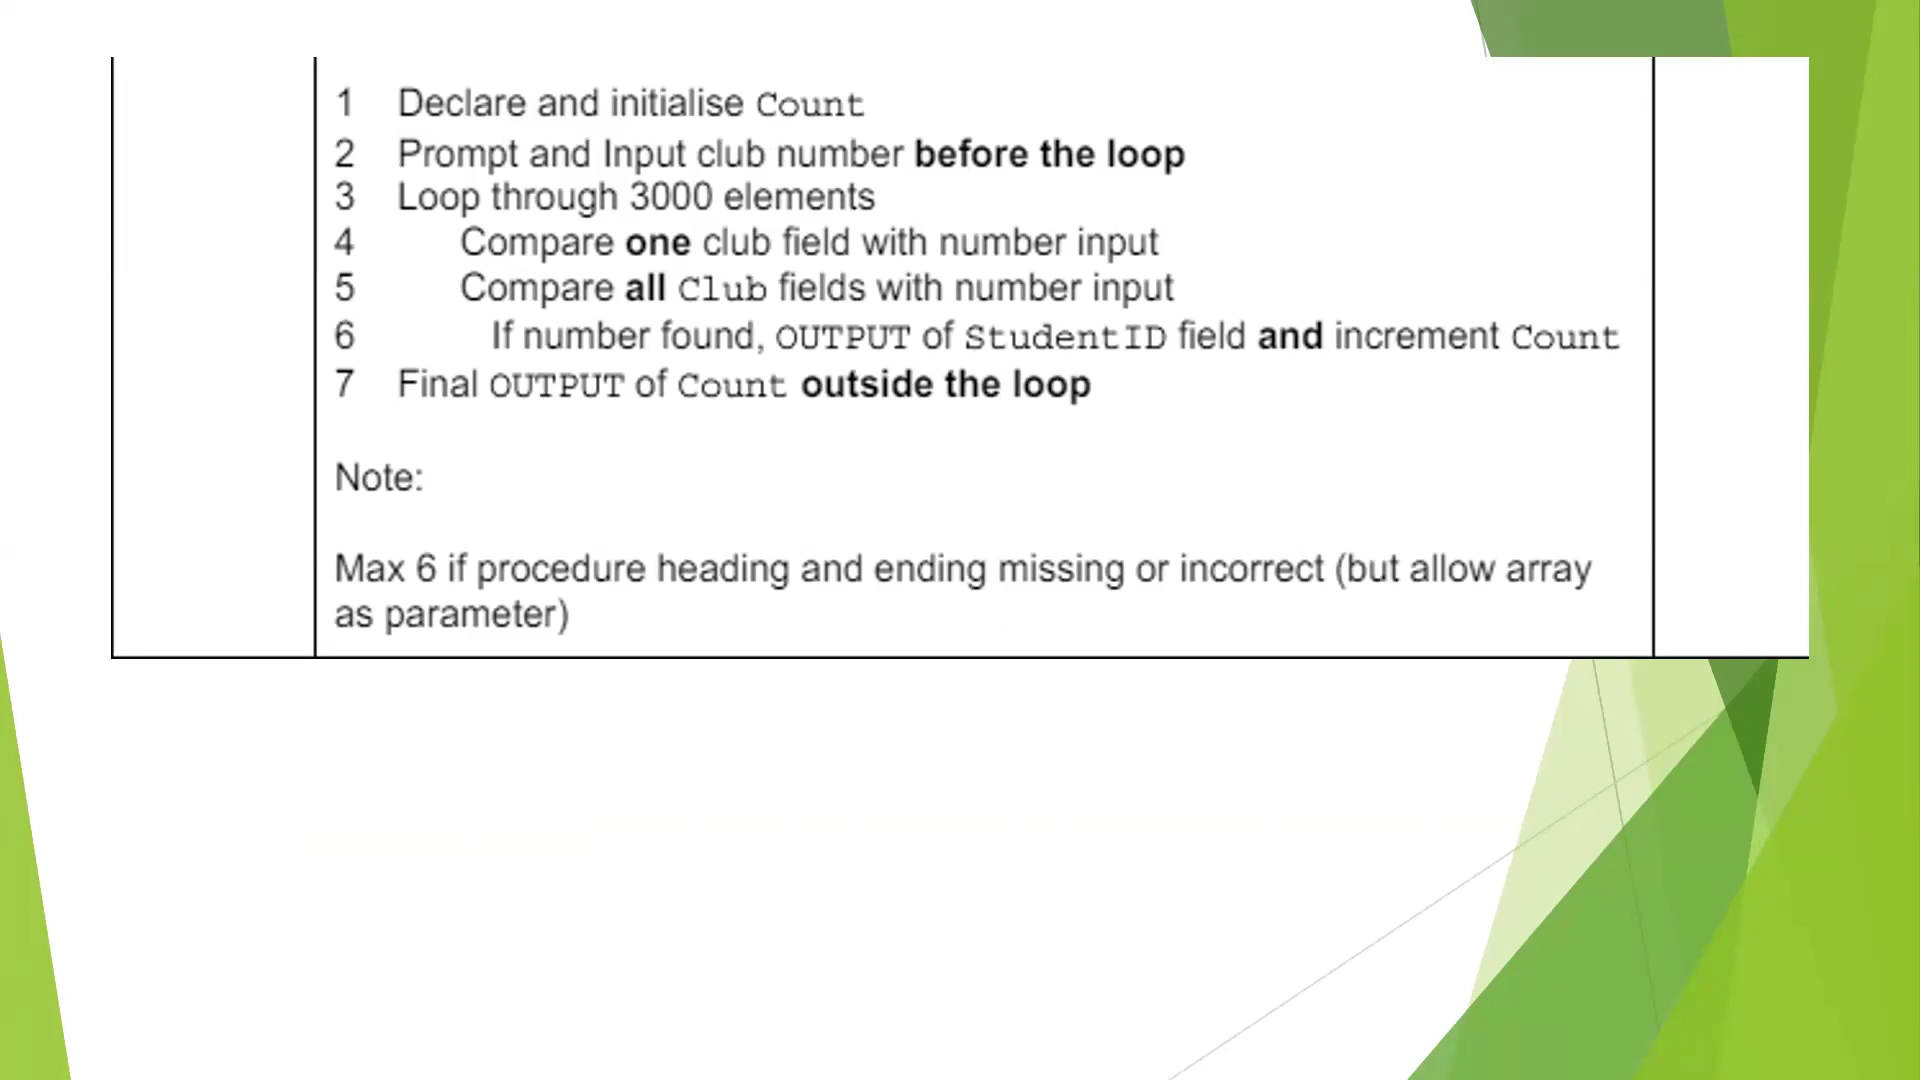 1 Declare and initialise Count
2 Prompt and Input club number before the loop
3 Loop through 3000 elements
4 Compare one club field with number input
5 Compare all Club fields with number input
6 If number found, OUTPUT of StudentID field and increment Count
7 Final OUTPUT of Count outside the loop
Note:
Max 6 if procedure heading and ending missing or incorrect (but allow array
as parameter)